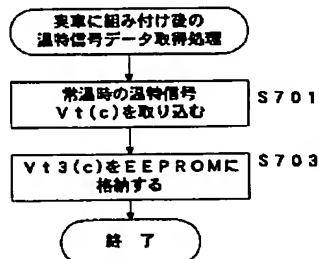 実車に組み付け後の
温特信号データ取得処理
常温時の温特信号
Vt(c)を取り込む
S701
Vt3(c)をEEPROMに
格納する
S703
終 了